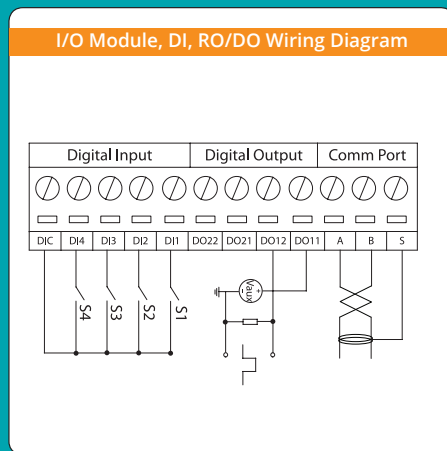 I/O Module, DI, RO/DO Wiring Diagram
Digital Input Digital Output Comm Port
DIC DI4 DI3 DI2 DI1 DO22 DO21 DO12 DO11 A B S
S4 S3 S2 S1
- Vaux +